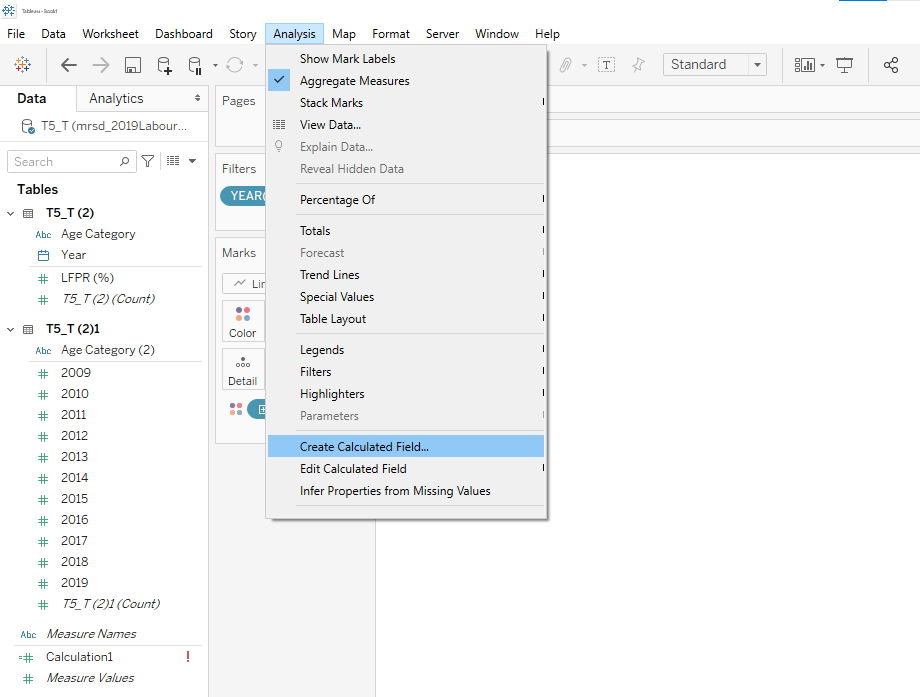 Tableau - Book1
File Data Worksheet Dashboard Story Analysis Map Format Server Window Help
Standard
Data Analytics
T5_T (mrsd_2019Labour...
Search
Tables
T5_T (2)
Abc Age Category
Year
LFPR (%)
T5_T (2) (Count)
T5_T (2)1
Abc Age Category (2)
2009
2010
2011
2012
2013
2014
2015
2016
2017
2018
2019
T5_T (2)1 (Count)
Abc Measure Names
Calculation1 !
Measure Values
Pages
Filters
YEAR(
Marks
Lin
Color
Detail
Show Mark Labels
Aggregate Measures
Stack Marks
View Data...
Explain Data...
Reveal Hidden Data
Percentage Of
Totals
Forecast
Trend Lines
Special Values
Table Layout
Legends
Filters
Highlighters
Parameters
Create Calculated Field...
Edit Calculated Field
Infer Properties from Missing Values